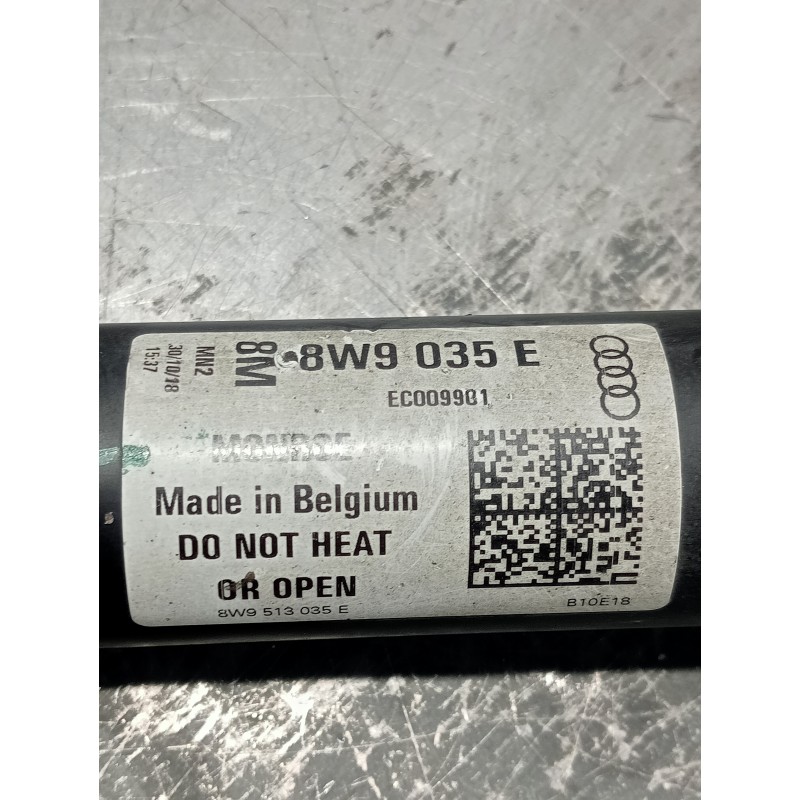 MN2
30/10/18
15:37
8M
8W9 035 E
EC009901
MONROE
Made in Belgium
DO NOT HEAT
OR OPEN
8W9 513 035 E
B10E18